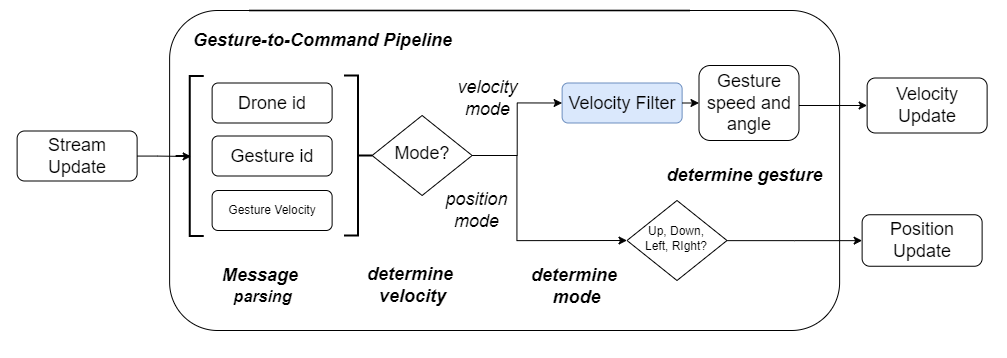 Gesture-to-Command Pipeline
Stream
Update
Drone id
Gesture id
Gesture Velocity
Mode?
velocity
mode
position
mode
Velocity Filter
Gesture
speed and
angle
Velocity
Update
determine gesture
Up, Down,
Left, RIght?
Position
Update
Message
parsing
determine
velocity
determine
mode